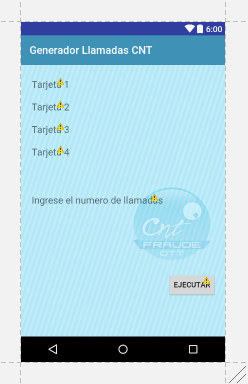 6:00
Generador Llamadas CNT
Tarjeta 1
Tarjeta 2
Tarjeta 3
Tarjeta 4
Ingrese el numero de llamadas
Cnt
FRAUDE
OTT
EJECUTAR